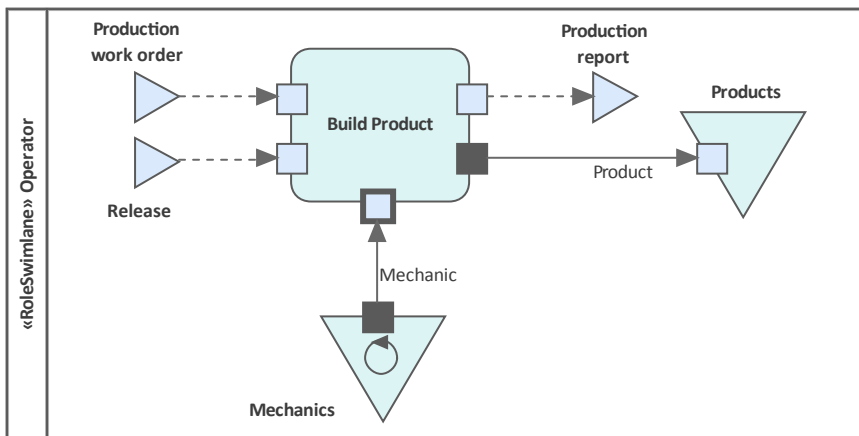 «RoleSwimlane» Operator
Production
work order
Release
Build Product
Production
report
Products
Product
Mechanic
Mechanics